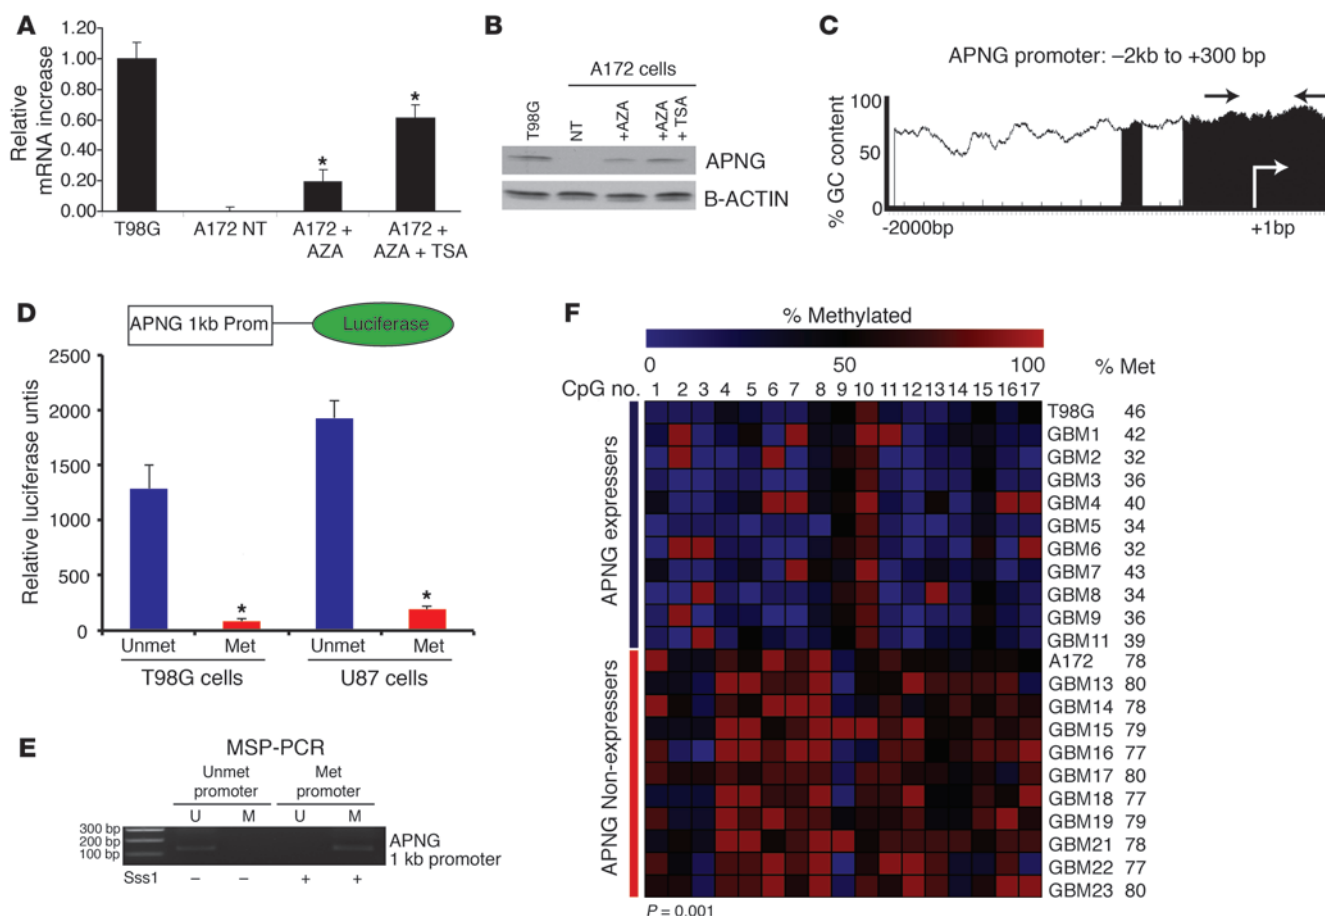 A
1.20
1.00
0.80
0.60
0.40
0.20
0.00
Relative
mRNA increase
T98G
A172 NT
A172 +
AZA
A172 +
AZA + TSA
*
*
B
A172 cells
T98G
NT
+AZA
+AZA
+ TSA
APNG
B-ACTIN
C
APNG promoter: –2kb to +300 bp
% GC content
100
50
0
-2000bp
+1bp
D
APNG 1kb Prom
Luciferase
Relative luciferase untis
2500
2000
1500
1000
500
0
*
*
Unmet
Met
Unmet
Met
T98G cells
U87 cells
E
MSP-PCR
Unmet
promoter
Met
promoter
U
M
U
M
300 bp
200 bp
100 bp
APNG
1 kb promoter
Sss1
–
–
+
+
F
% Methylated
0
50
100
% Met
CpG no. 1 2 3 4 5 6 7 8 9 10 11 12 13 14 15 16 17
APNG expressers
T98G 46
GBM1 42
GBM2 32
GBM3 36
GBM4 40
GBM5 34
GBM6 32
GBM7 43
GBM8 34
GBM9 36
GBM11 39
APNG Non-expressers
A172 78
GBM13 80
GBM14 78
GBM15 79
GBM16 77
GBM17 80
GBM18 77
GBM19 79
GBM21 78
GBM22 77
GBM23 80
P = 0.001